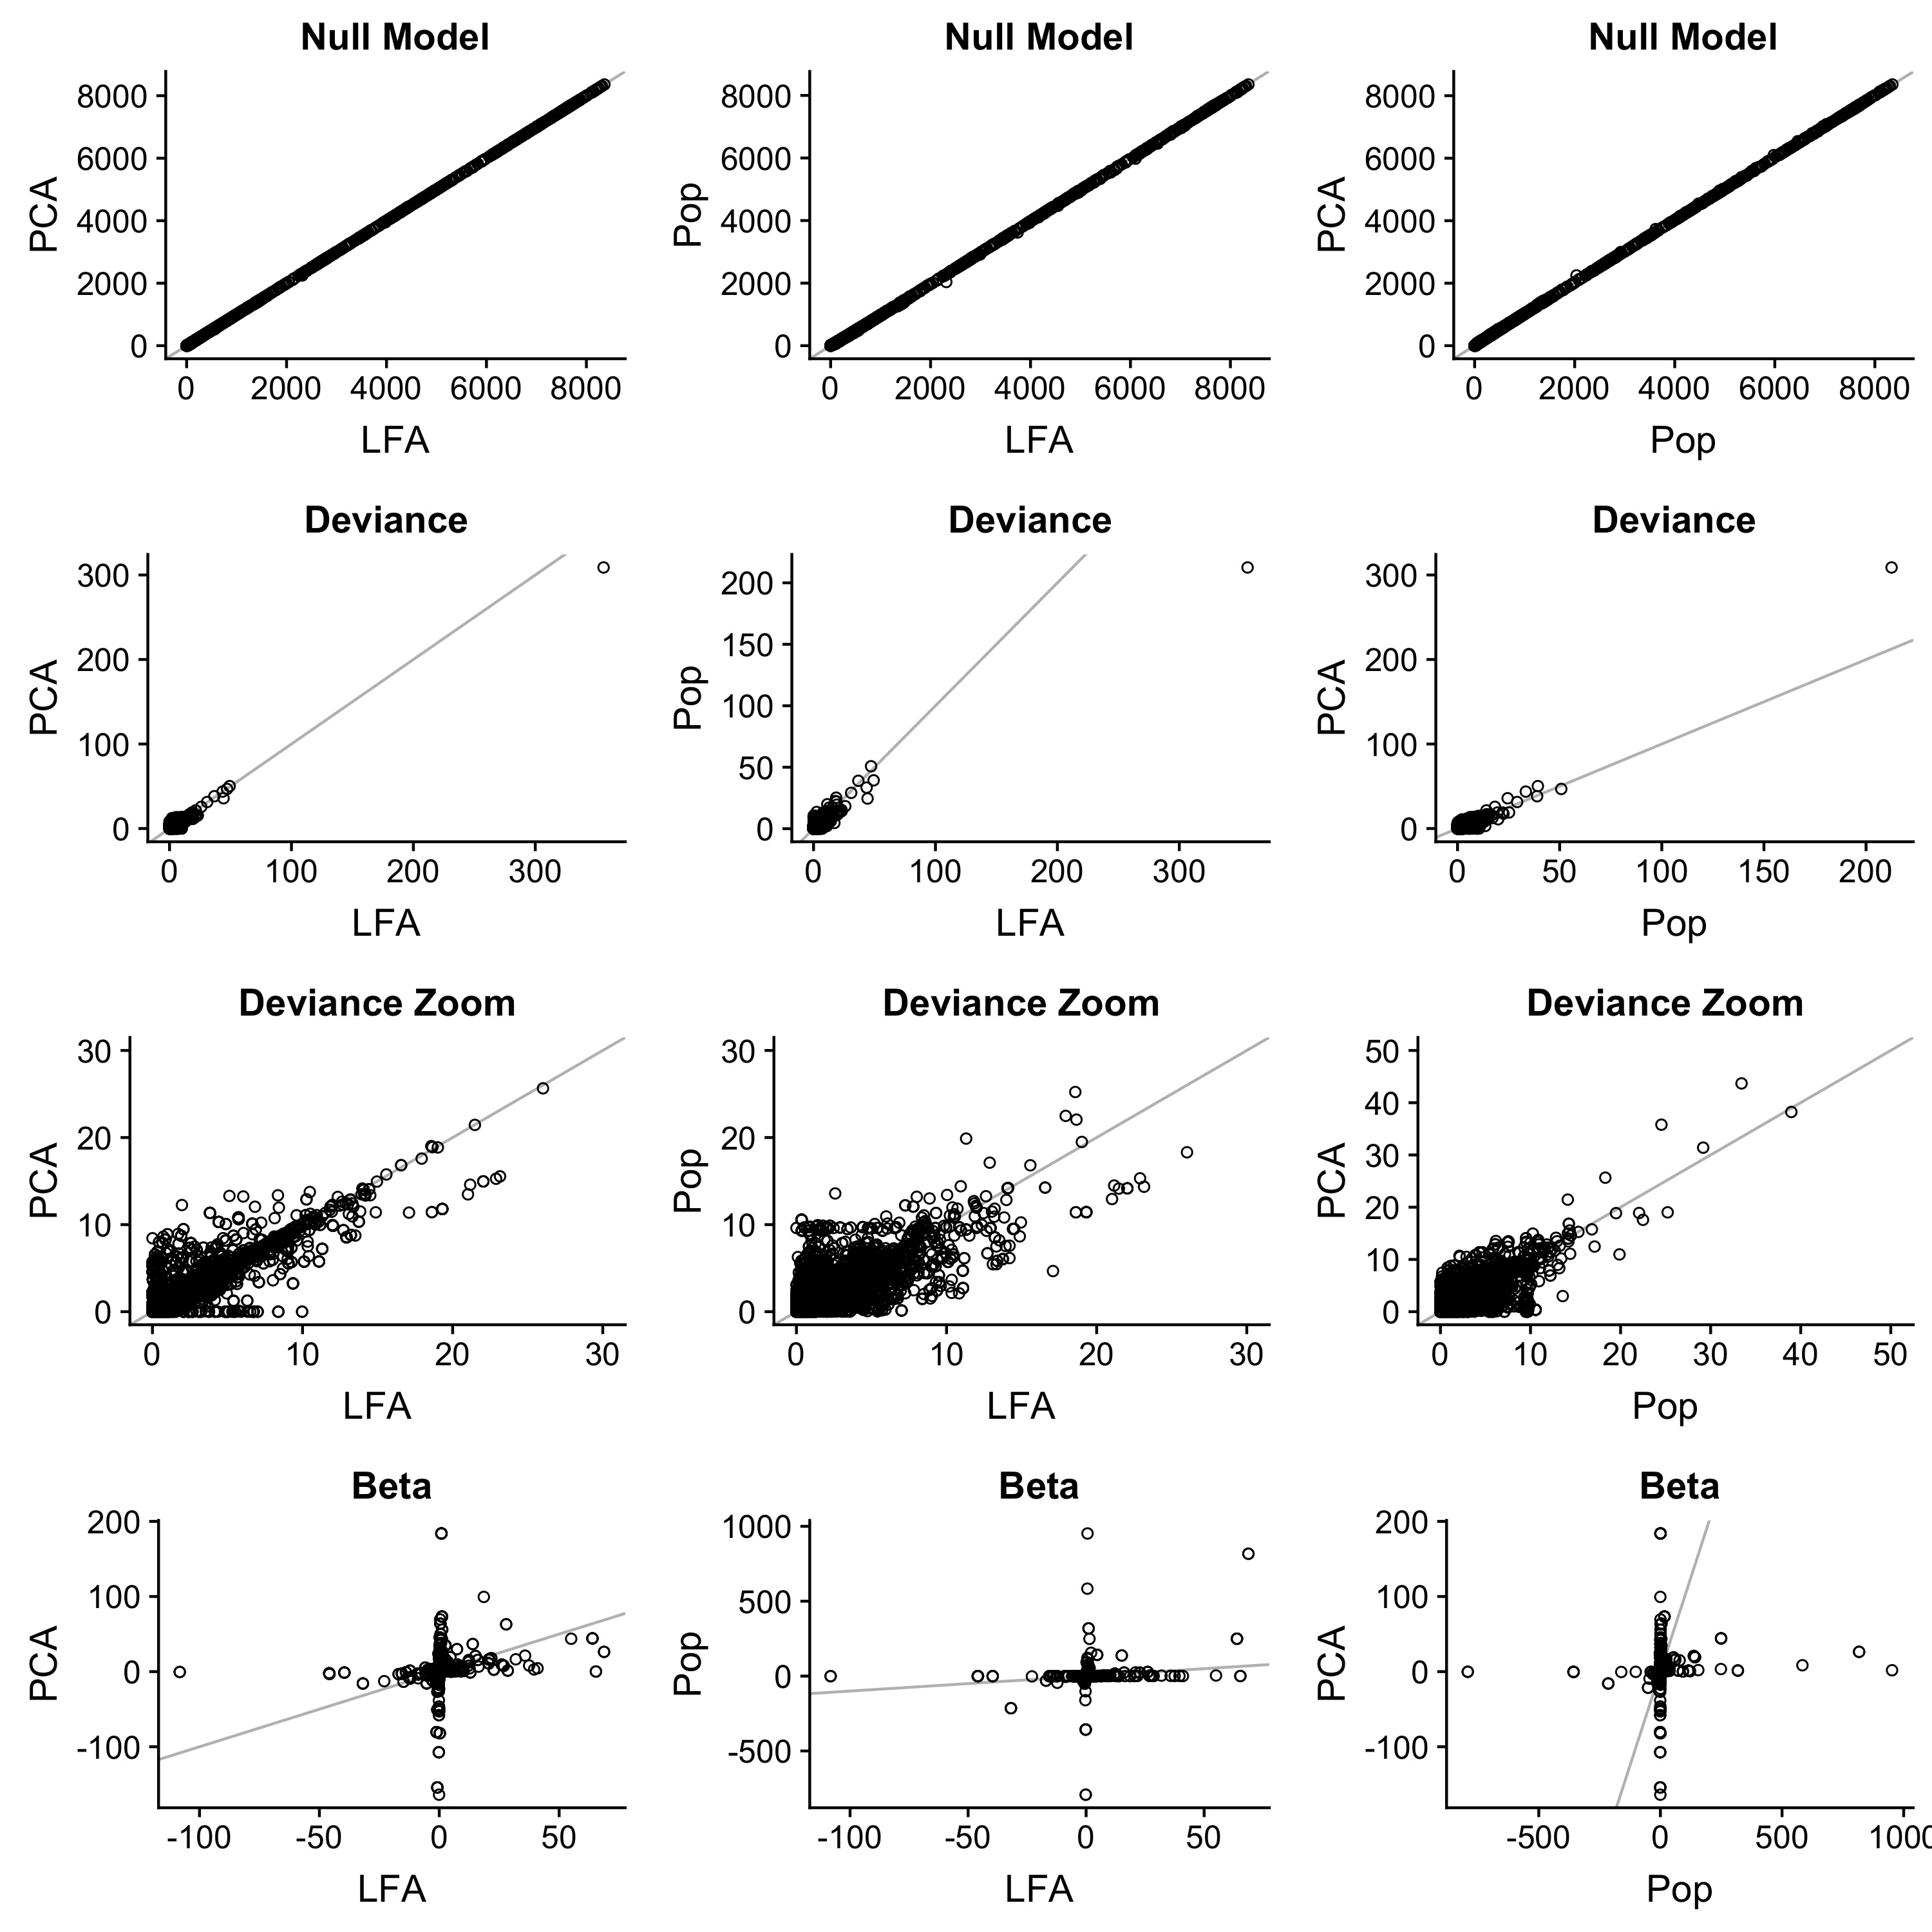 Null Model
Null Model
Null Model
PCA
8000
6000
4000
2000
0
0 2000 4000 6000 8000
LFA
Pop
8000
6000
4000
2000
0
0 2000 4000 6000 8000
LFA
PCA
8000
6000
4000
2000
0
0 2000 4000 6000 8000
Pop
Deviance
Deviance
Deviance
PCA
300
200
100
0
0 100 200 300
LFA
Pop
200
150
100
50
0
0 100 200 300
LFA
PCA
300
200
100
0
0 50 100 150 200
Pop
Deviance Zoom
Deviance Zoom
Deviance Zoom
PCA
30
20
10
0
0 10 20 30
LFA
Pop
30
20
10
0
0 10 20 30
LFA
PCA
50
40
30
20
10
0
0 10 20 30 40 50
Pop
Beta
Beta
Beta
PCA
200
100
0
-100
-100 -50 0 50
LFA
Pop
1000
500
0
-500
-100 -50 0 50
LFA
PCA
200
100
0
-100
-500 0 500 1000
Pop